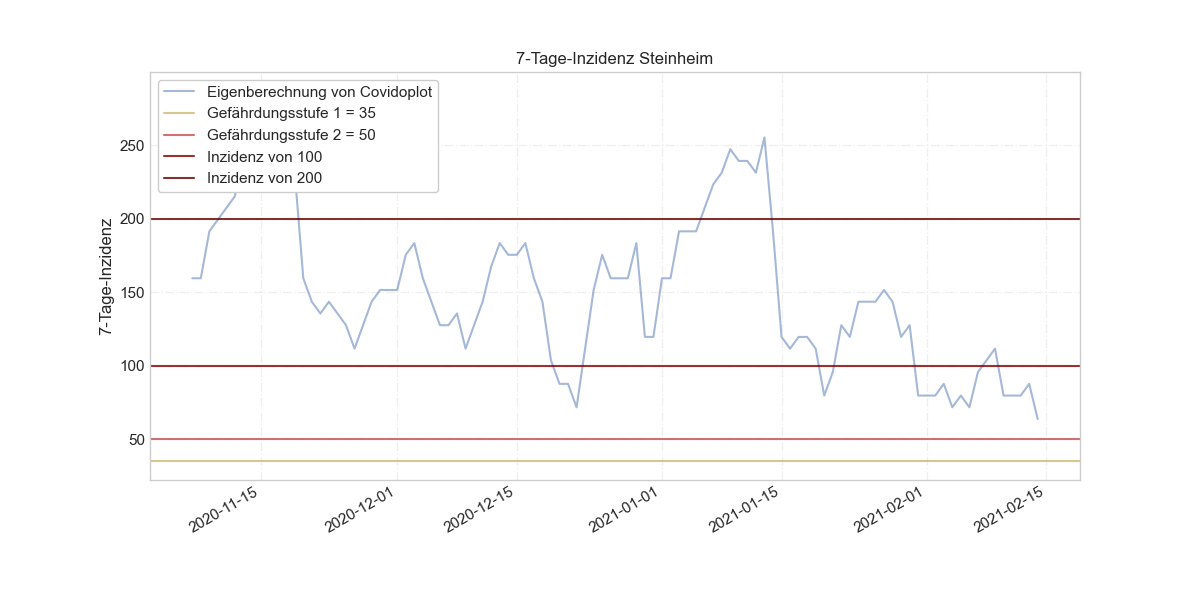 7-Tage-Inzidenz Steinheim
Eigenberechnung von Covidoplot
Gefährdungsstufe 1 = 35
Gefährdungsstufe 2 = 50
Inzidenz von 100
Inzidenz von 200
7-Tage-Inzidenz
250
200
150
100
50
2020-11-15
2020-12-01
2020-12-15
2021-01-01
2021-01-15
2021-02-01
2021-02-15